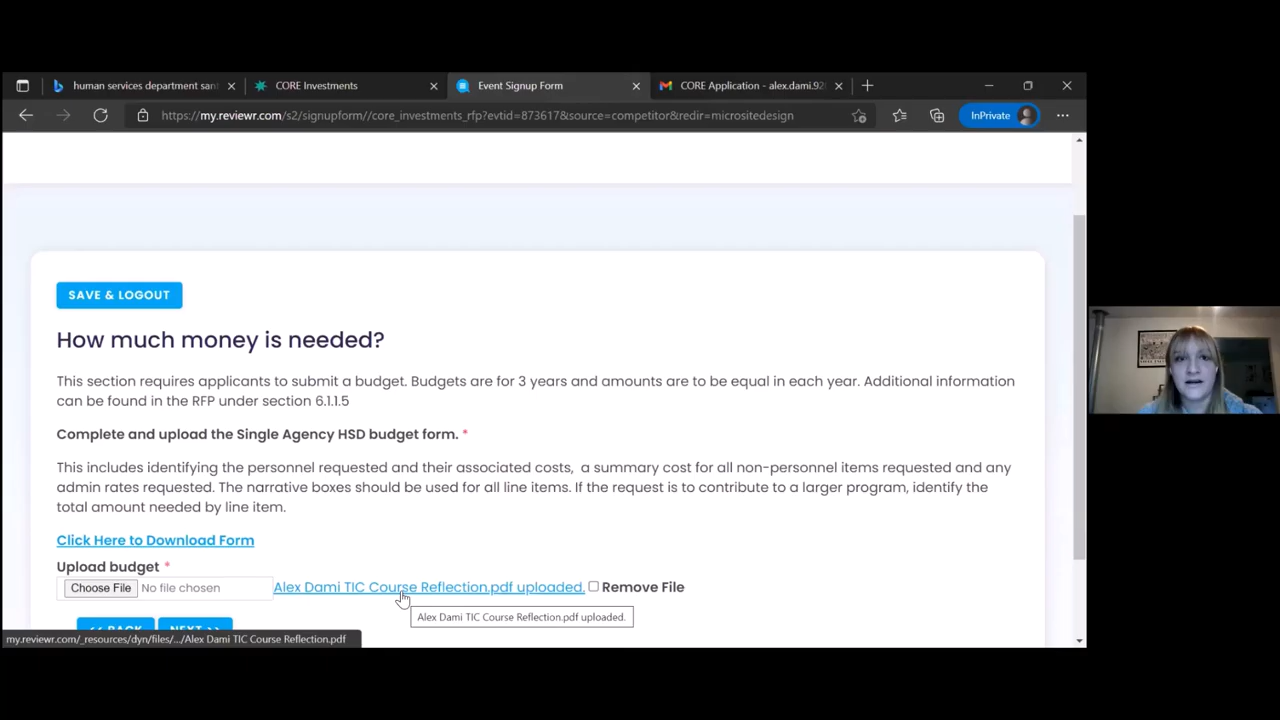 human services department sant
CORE Investments
Event Signup Form
CORE Application - alex.dami.92
https://my.reviewr.com/s2/signupform//core_investments_rfp?evtid=873617&source=competitor&redir=micrositedesign
InPrivate
SAVE & LOGOUT
How much money is needed?
This section requires applicants to submit a budget. Budgets are for 3 years and amounts are to be equal in each year. Additional information
can be found in the RFP under section 6.1.1.5
Complete and upload the Single Agency HSD budget form. *
This includes identifying the personnel requested and their associated costs, a summary cost for all non-personnel items requested and any
admin rates requested. The narrative boxes should be used for all line items. If the request is to contribute to a larger program, identify the
total amount needed by line item.
Click Here to Download Form
Upload budget *
Choose File No file chosen Alex Dami TIC Course Reflection.pdf uploaded. Remove File
Alex Dami TIC Course Reflection.pdf uploaded.
<< BACK NEXT >>
my.reviewr.com/_resources/dyn/files/.../Alex Dami TIC Course Reflection.pdf